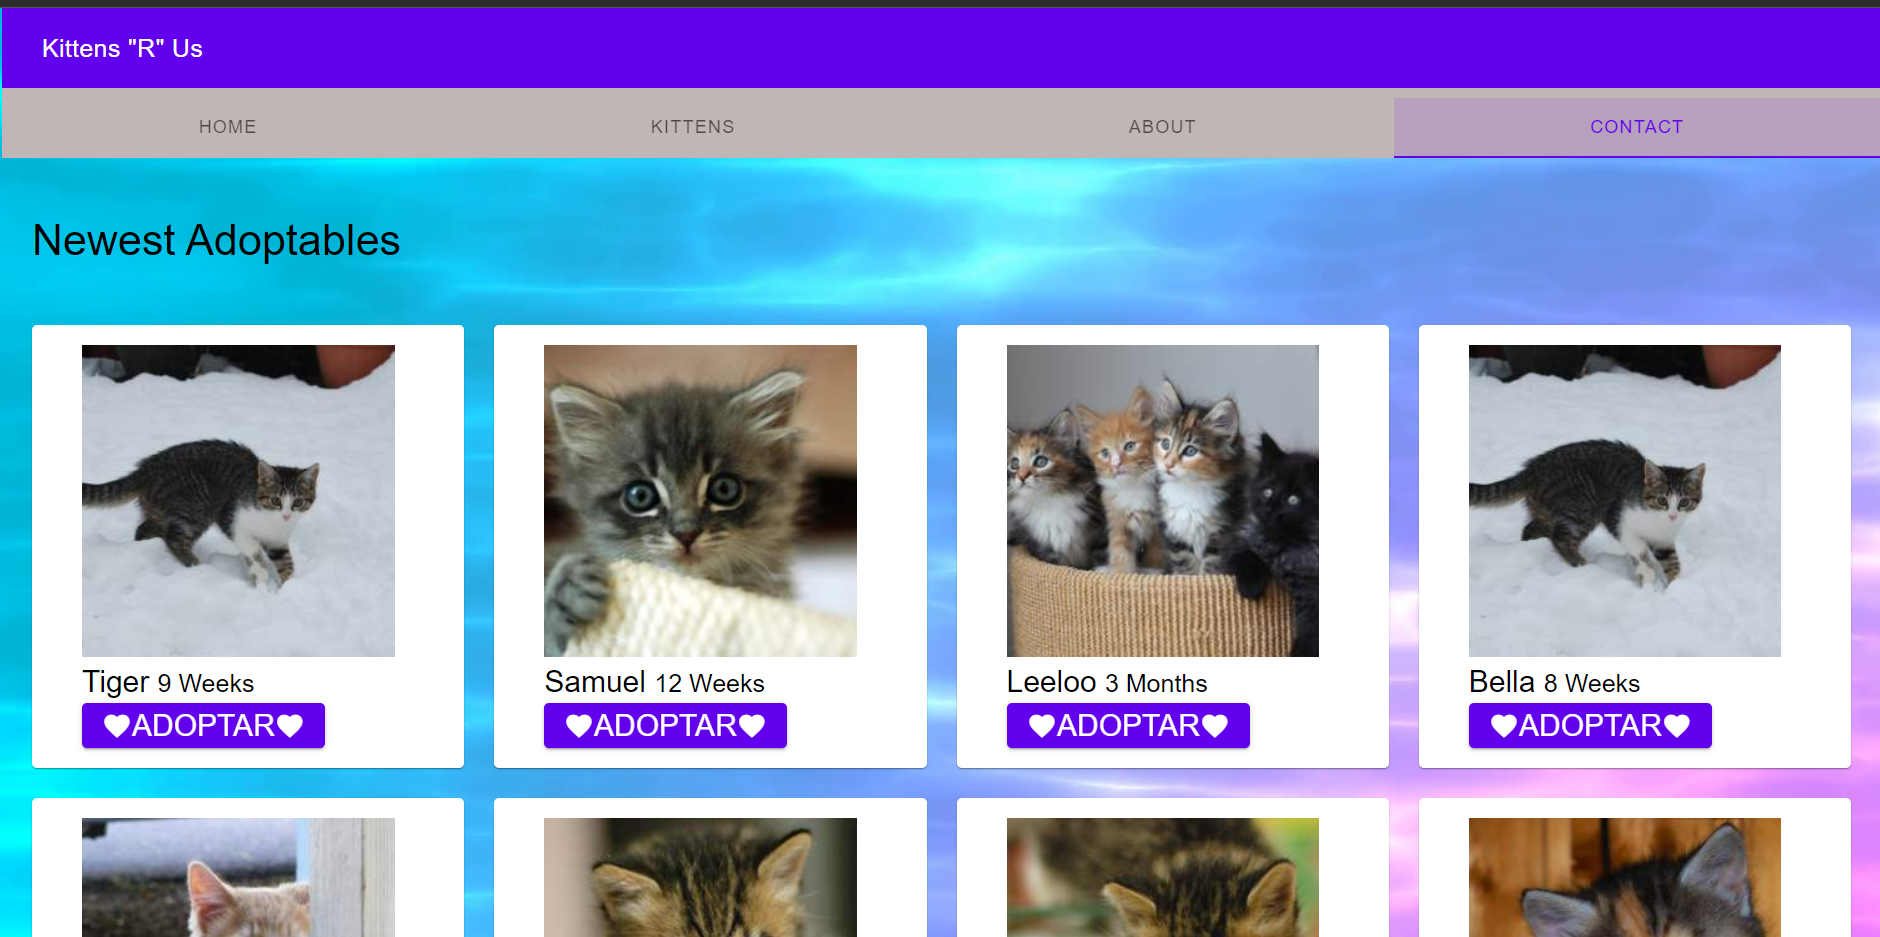 Kittens "R" Us
HOME KITTENS ABOUT CONTACT
Newest Adoptables
Tiger 9 Weeks
ADOPTAR
Samuel 12 Weeks
ADOPTAR
Leeloo 3 Months
ADOPTAR
Bella 8 Weeks
ADOPTAR